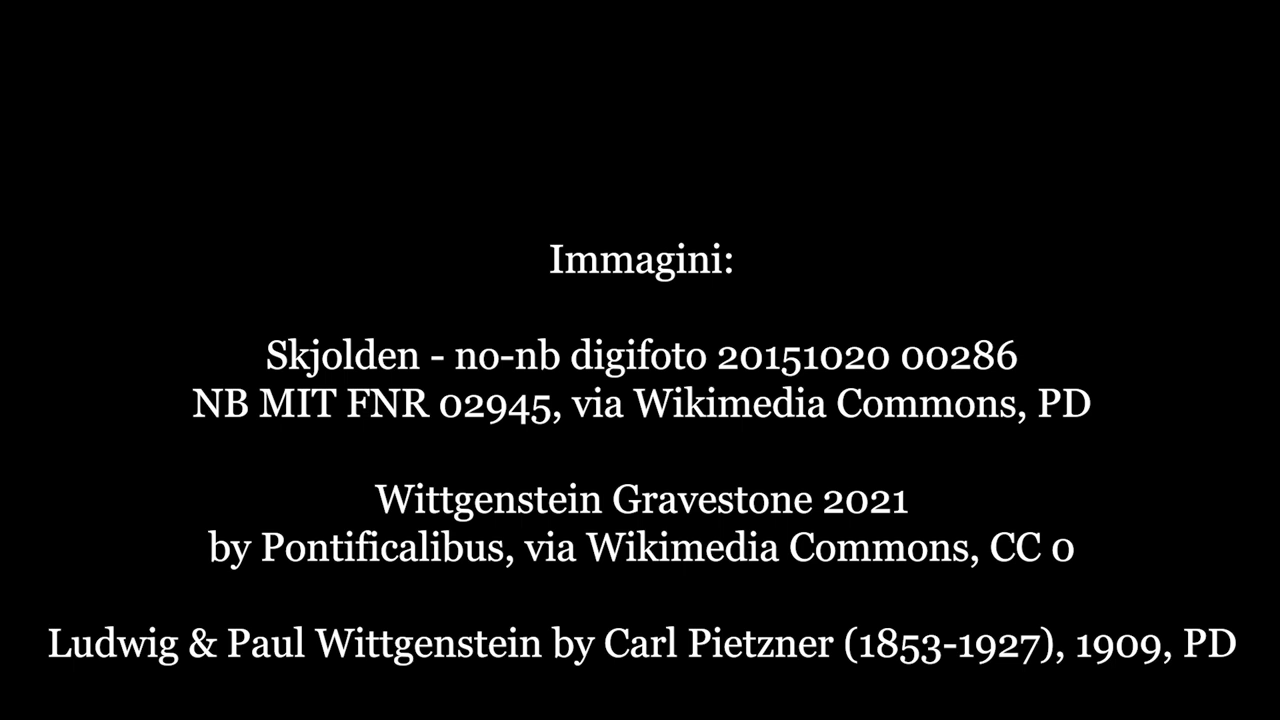 Immagini:
Skjolden - no-nb digifoto 20151020 00286
NB MIT FNR 02945, via Wikimedia Commons, PD
Wittgenstein Gravestone 2021
by Pontificalibus, via Wikimedia Commons, CC 0
Ludwig & Paul Wittgenstein by Carl Pietzner (1853-1927), 1909, PD